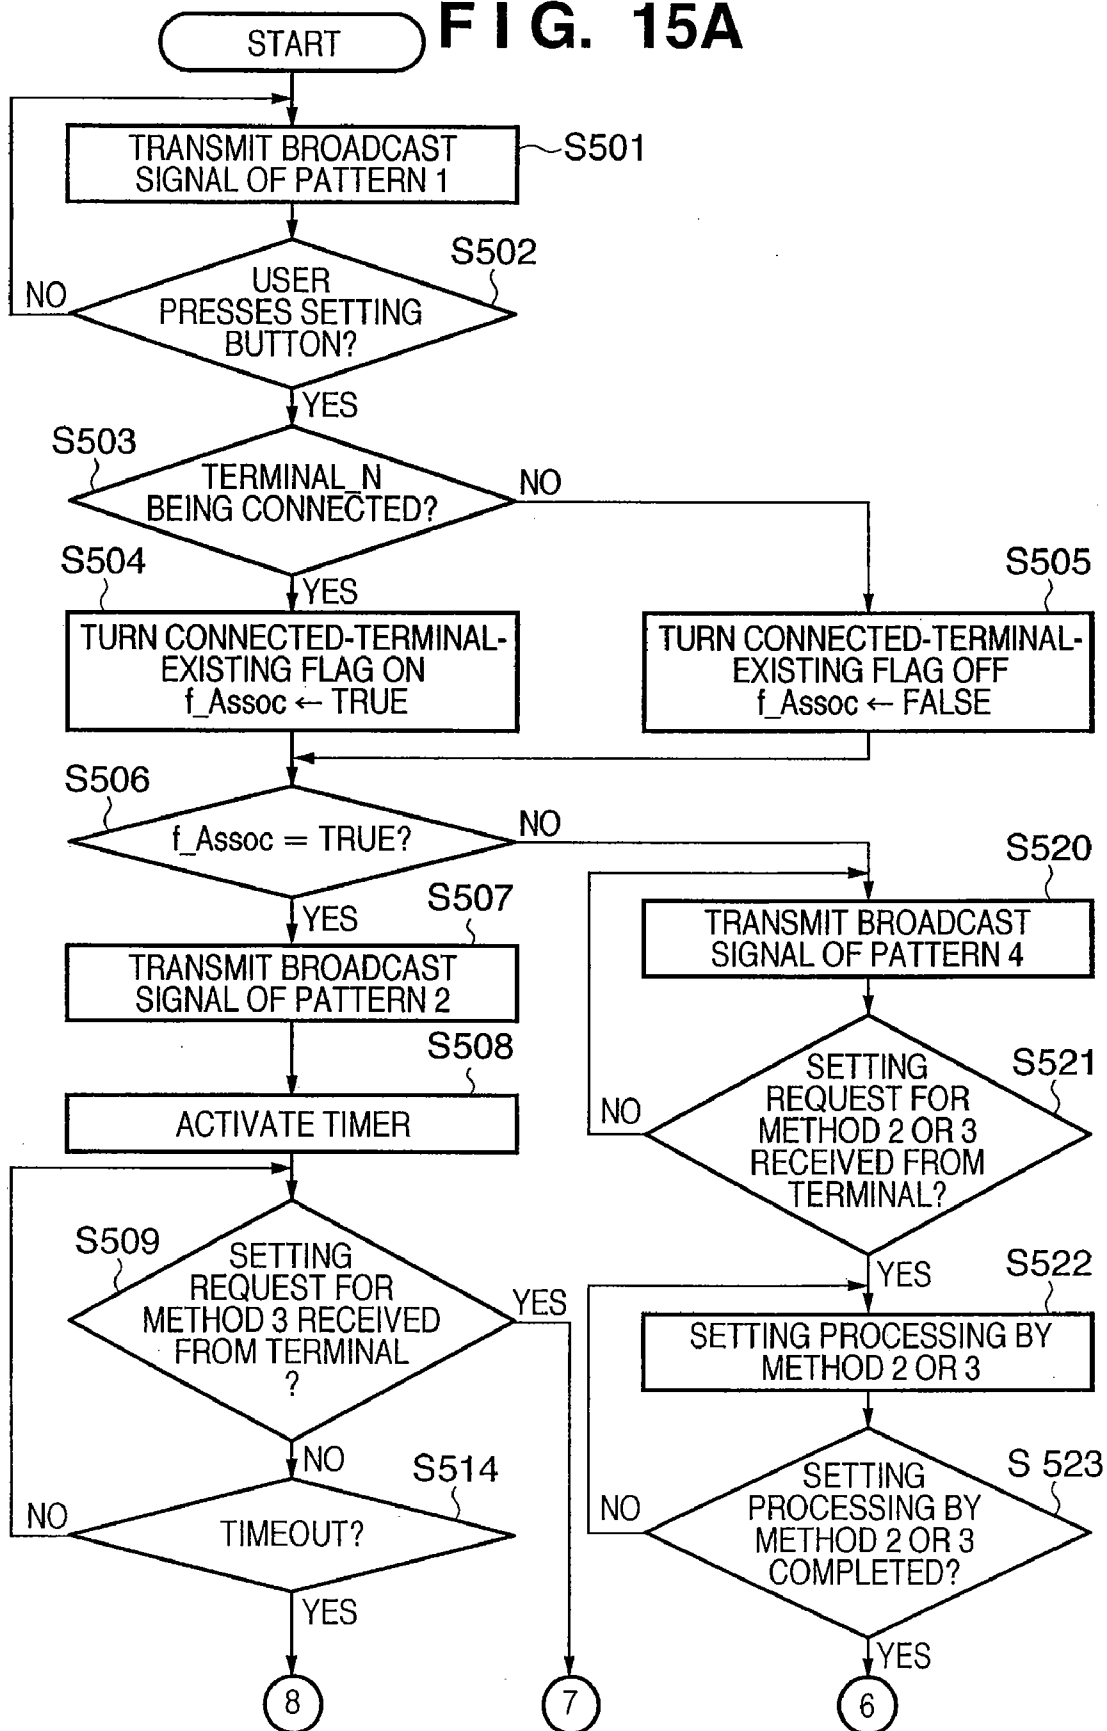 FIG. 15A
START
TRANSMIT BROADCAST
SIGNAL OF PATTERN 1
S501
S502
USER
PRESSES SETTING
BUTTON?
NO
YES
S503
TERMINAL_N
BEING CONNECTED?
NO
YES
S504
TURN CONNECTED-TERMINAL-
EXISTING FLAG ON
f_Assoc ← TRUE
S505
TURN CONNECTED-TERMINAL-
EXISTING FLAG OFF
f_Assoc ← FALSE
S506
f_Assoc = TRUE?
NO
YES
S507
TRANSMIT BROADCAST
SIGNAL OF PATTERN 2
S508
ACTIVATE TIMER
S509
SETTING
REQUEST FOR
METHOD 3 RECEIVED
FROM TERMINAL
?
YES
NO
S514
TIMEOUT?
NO
YES
8
7
S520
TRANSMIT BROADCAST
SIGNAL OF PATTERN 4
S521
SETTING
REQUEST FOR
METHOD 2 OR 3
RECEIVED FROM
TERMINAL?
NO
YES
S522
SETTING PROCESSING BY
METHOD 2 OR 3
S 523
SETTING
PROCESSING BY
METHOD 2 OR 3
COMPLETED?
NO
YES
6